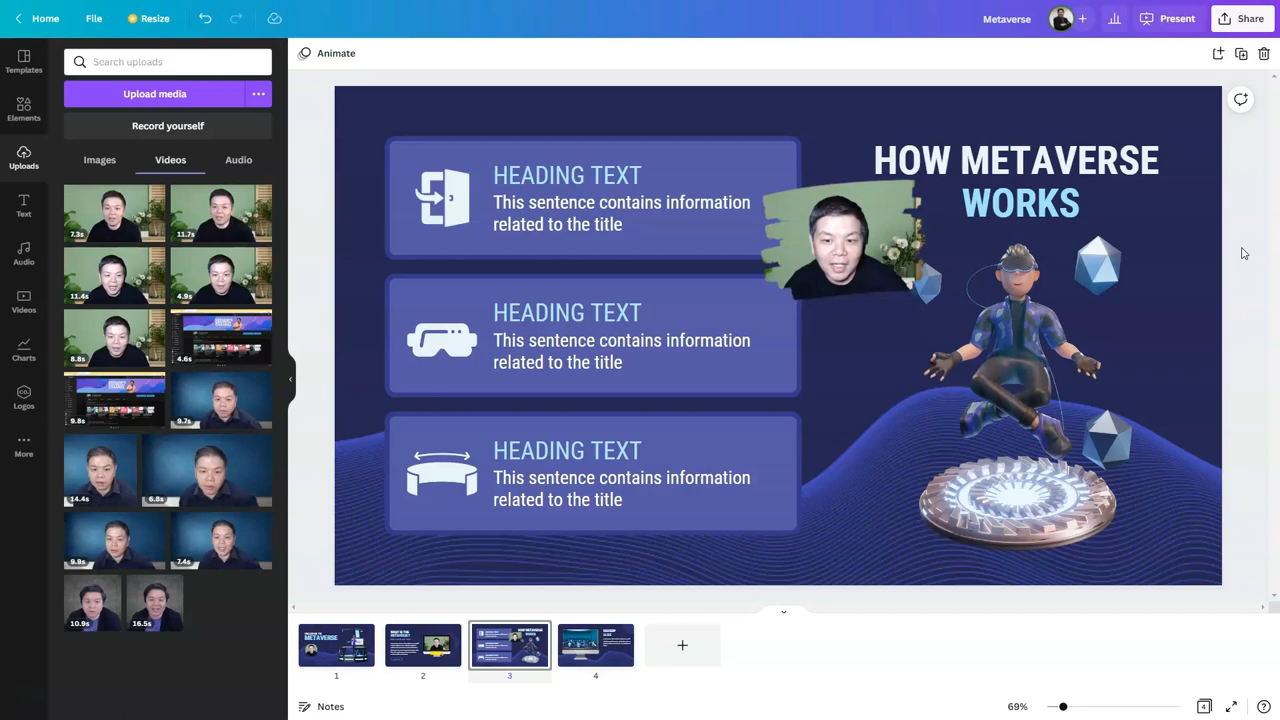 Home
File
Resize
Metaverse
Present
Share
Templates
Search uploads
Upload media
Record yourself
Images
Videos
Audio
Elements
Uploads
Text
Audio
Videos
Charts
Logos
CO.
More
7.3s
11.7s
11.4s
4.9s
8.8s
4.6s
9.8s
9.7s
14.4s
6.8s
9.9s
7.4s
10.9s
16.5s
Animate
HOW METAVERSE
WORKS
3
HEADING TEXT
This sentence contains information
related to the title
HEADING TEXT
This sentence contains information
related to the title
HEADING TEXT
This sentence contains information
related to the title
METAVERSE
1
2
3
4
Notes
69%
4